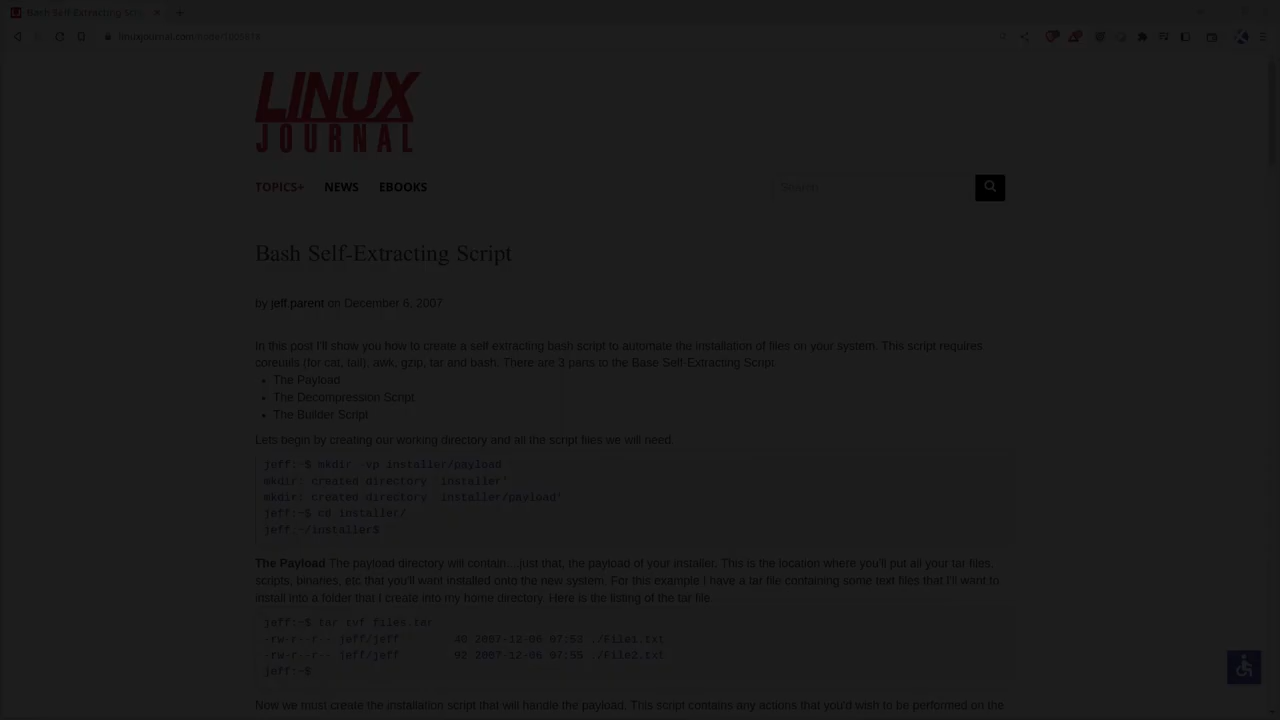 Bash Self-Extracting Scri
linuxjournal.com
LINUX
JOURNAL
TOPICS+ NEWS EBOOKS
Search
Bash Self-Extracting Script
by jeff.parent on December 6, 2007
In this post I'll show you how to create a self extracting bash script to automate the installation of files on your system. This script requires
coreutils (for cat, tail), awk, gzip, tar and bash. There are 3 parts to the Base Self-Extracting Script
The Payload
The Decompression Script
The Builder Script
Lets begin by creating our working directory and all the script files we will need.
jeff:~$ mkdir -vp installer/payload
mkdir: created directory `installer'
mkdir: created directory `installer/payload'
jeff:~$ cd installer/
jeff:~/installer$
The Payload The payload directory will contain....just that, the payload of your installer. This is the location where you'll put all your tar files,
scripts, binaries, etc that you'll want installed onto the new system. For this example I have a tar file containing some text files that I'll want to
install into a folder that I create into my home directory. Here is the listing of the tar file.
jeff:~$ tar tvf files.tar
-rw-r--r-- jeff/jeff 40 2007-12-06 07:53 ./File1.txt
-rw-r--r-- jeff/jeff 92 2007-12-06 07:55 ./File2.txt
jeff:~$
Now we must create the installation script that will handle the payload. This script contains any actions that you'd wish to be performed on the